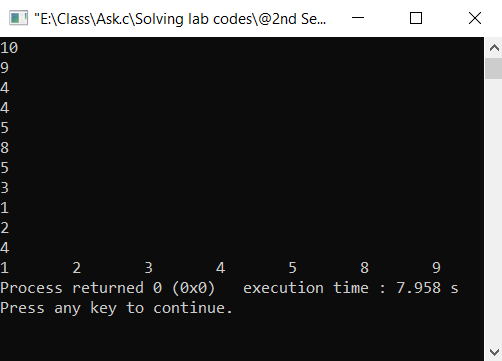 "E:\Class\Ask.c\Solving lab codes\@2nd Se...
10
9
4
4
5
8
5
3
1
2
4
1 2 3 4 5 8 9
Process returned 0 (0x0) execution time : 7.958 s
Press any key to continue.